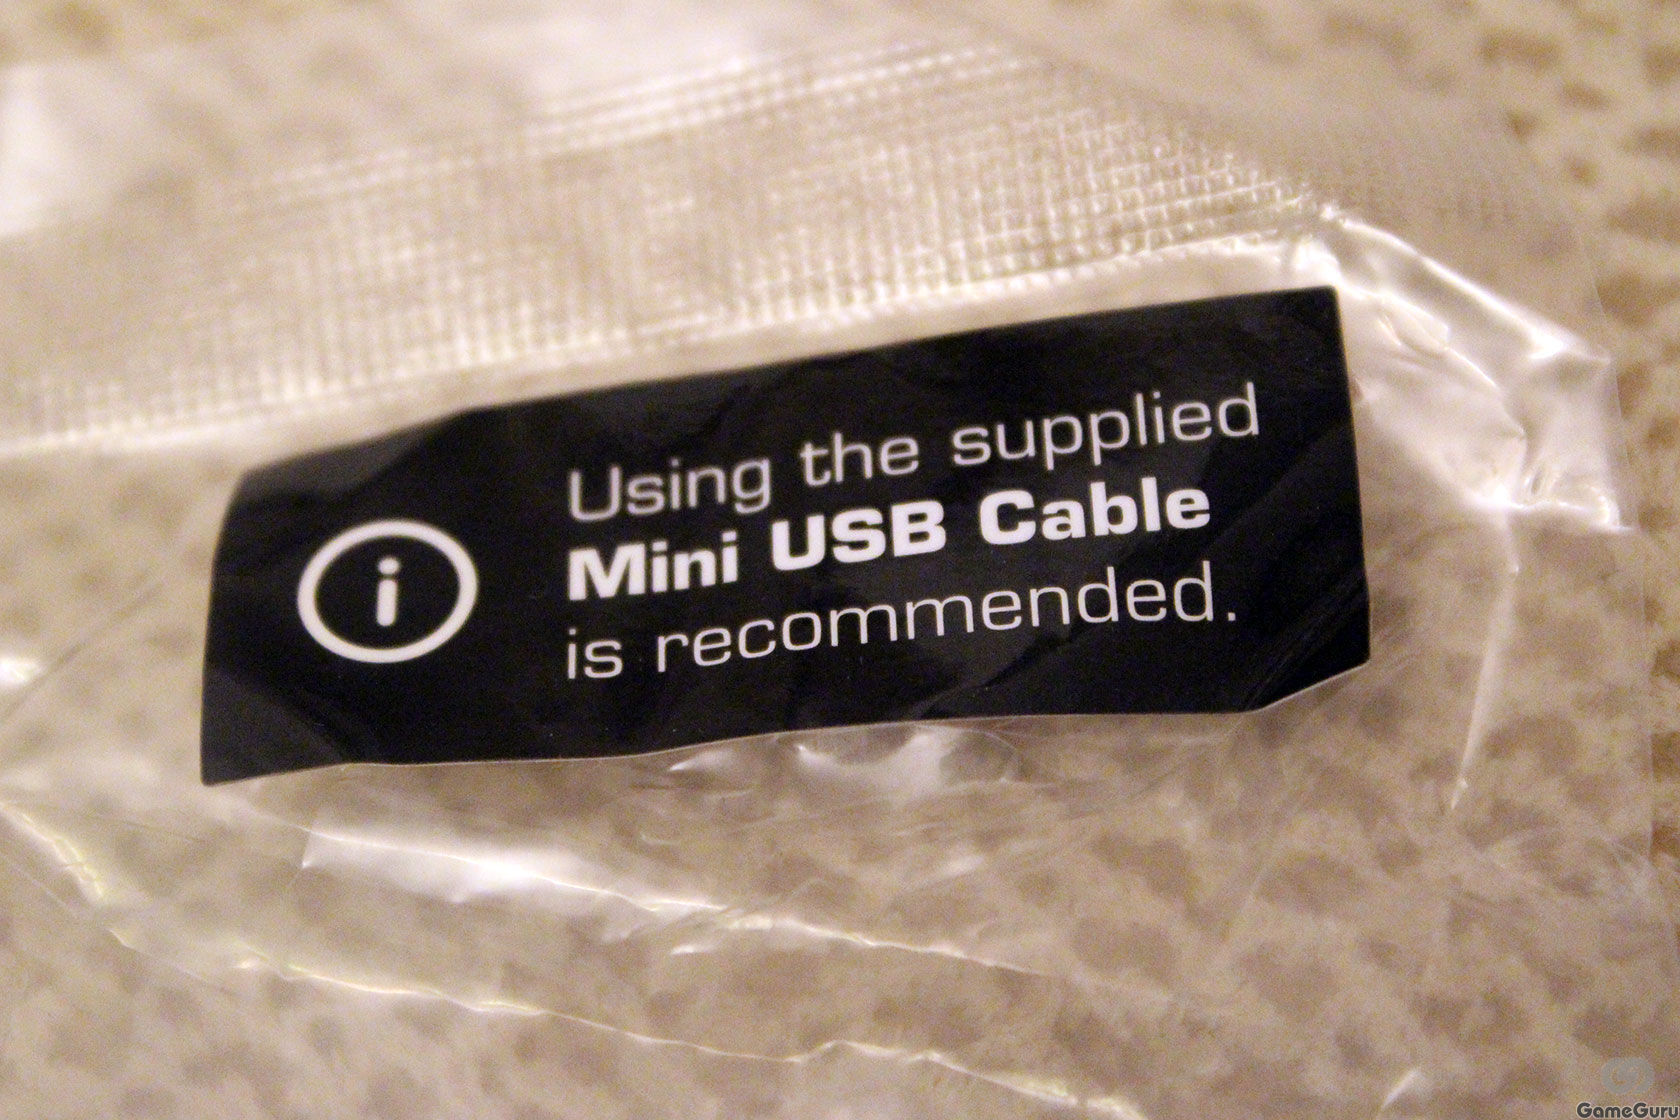 Using the supplied
Mini USB Cable
is recommended.
i
GameGuru